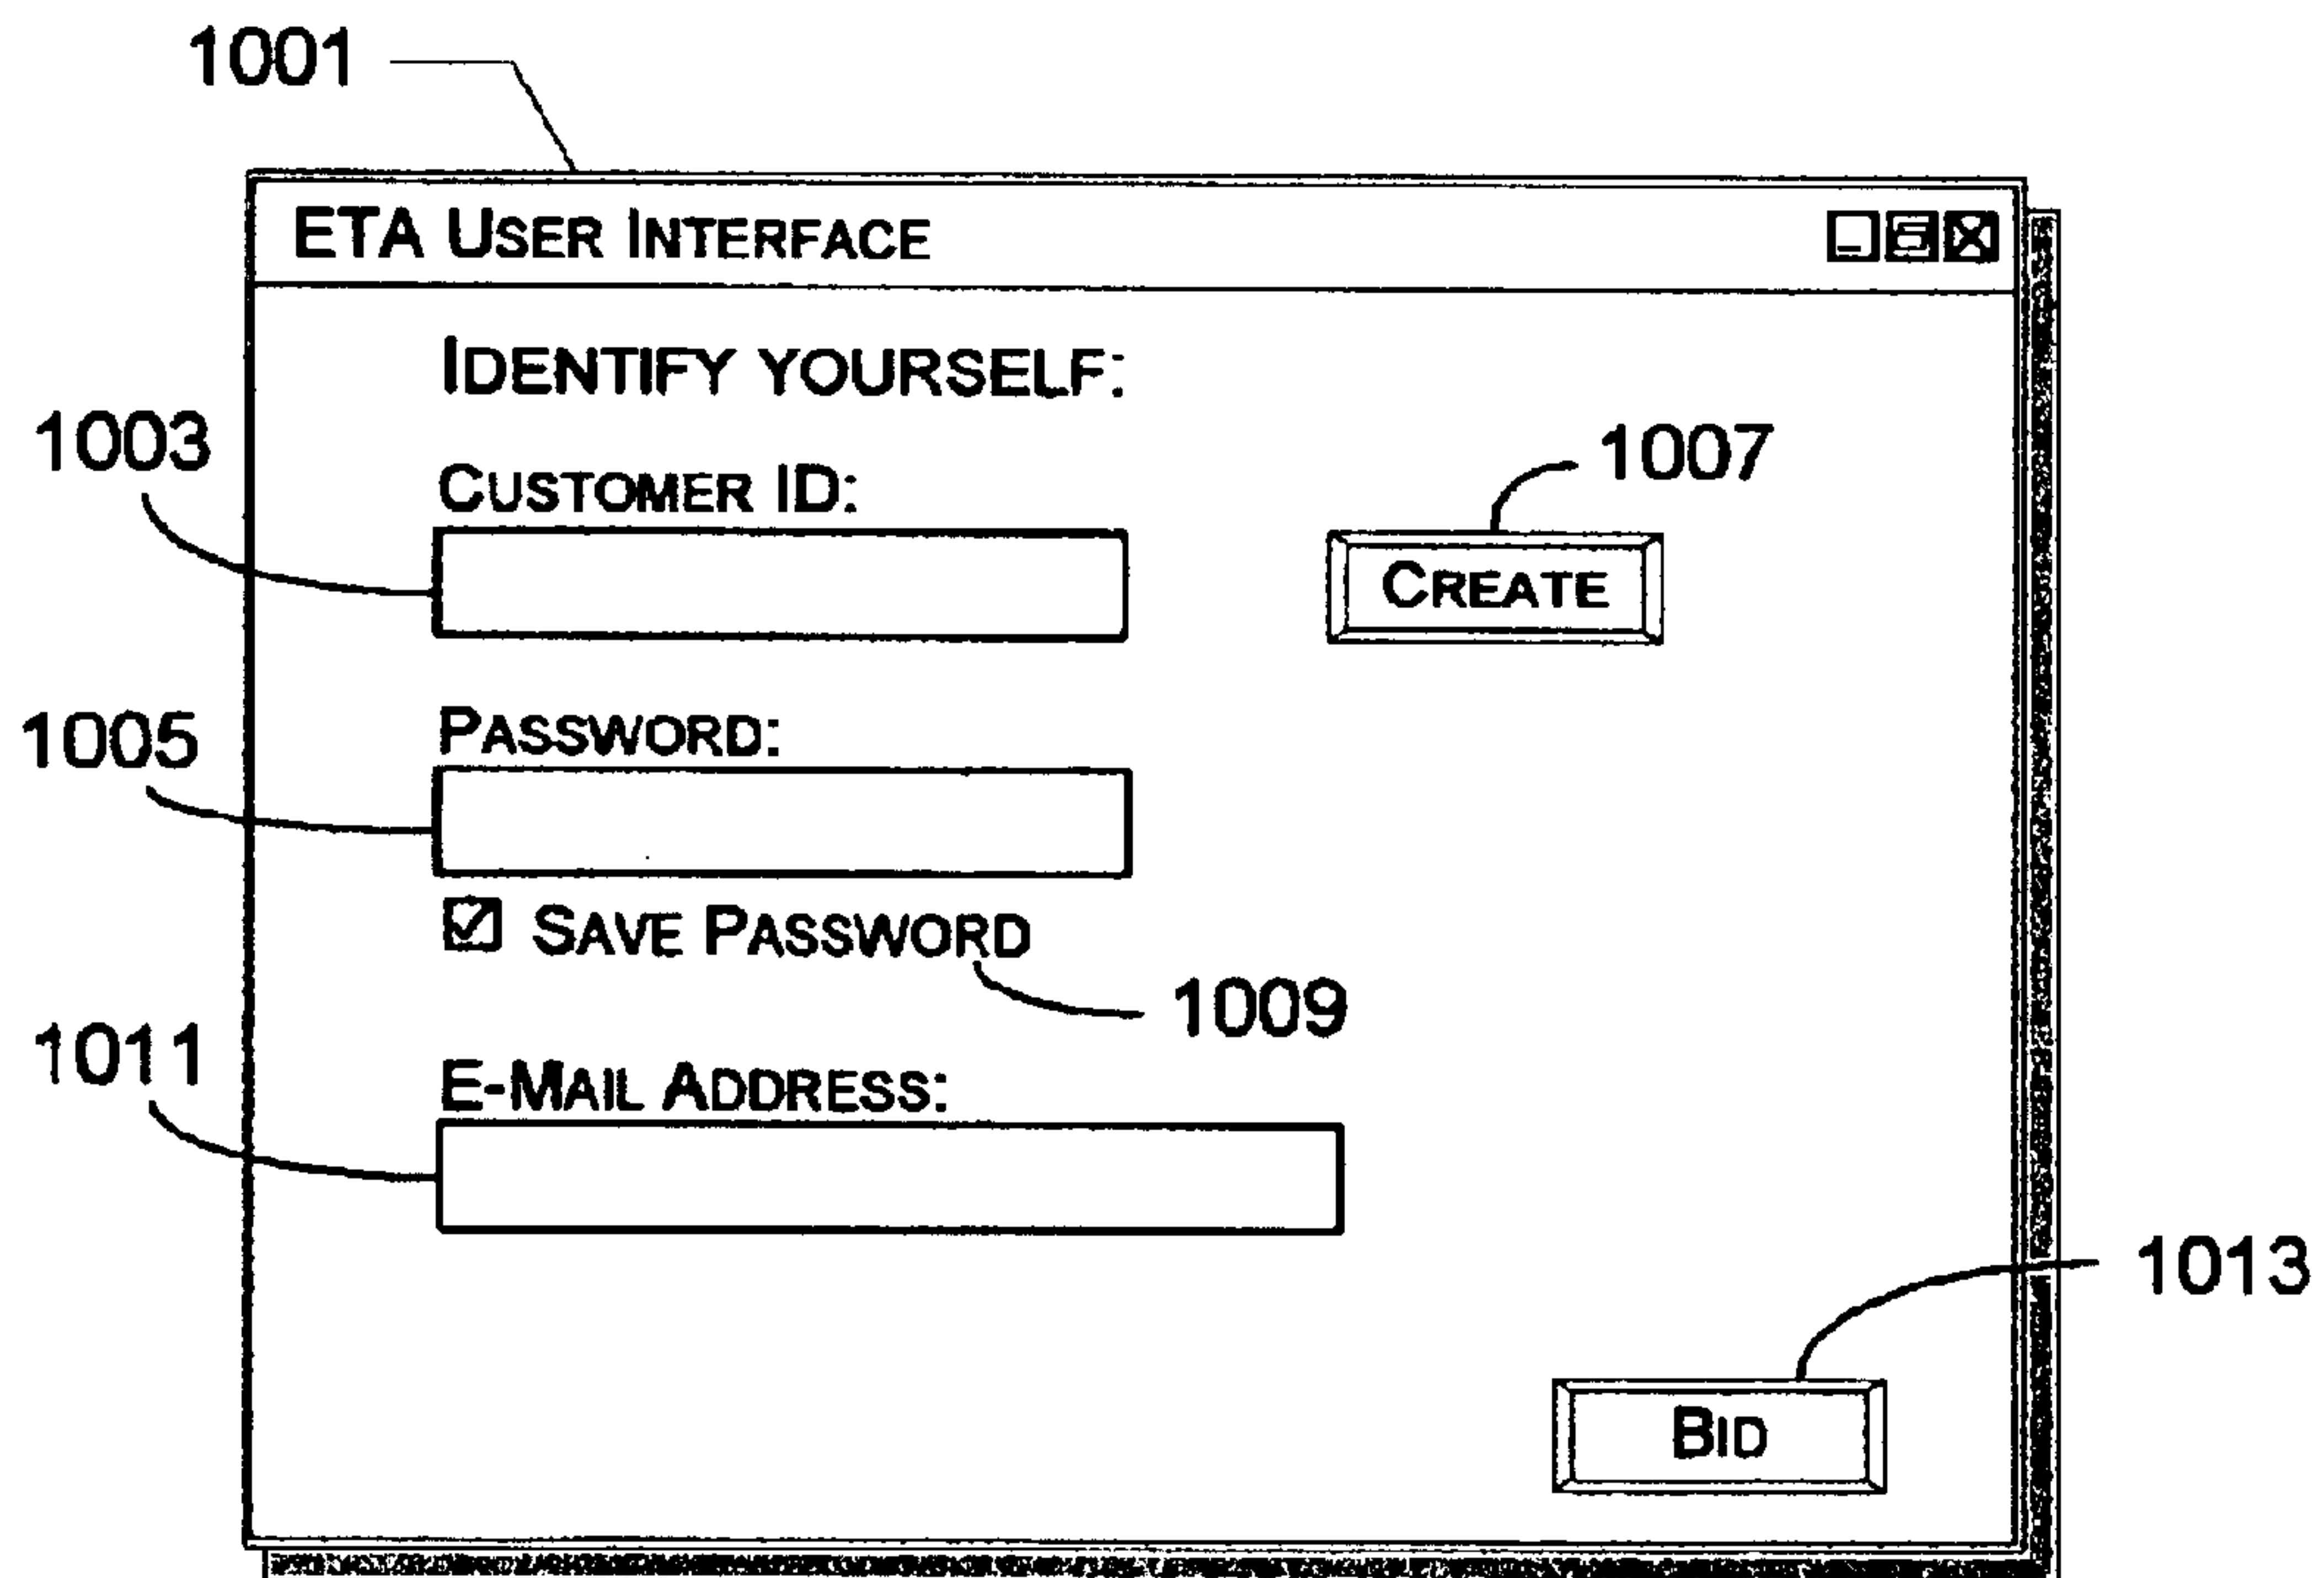 1001
ETA USER INTERFACE
IDENTIFY YOURSELF:
1003
CUSTOMER ID:
1007
CREATE
1005
PASSWORD:
SAVE PASSWORD
1009
1011
E-MAIL ADDRESS:
1013
BID